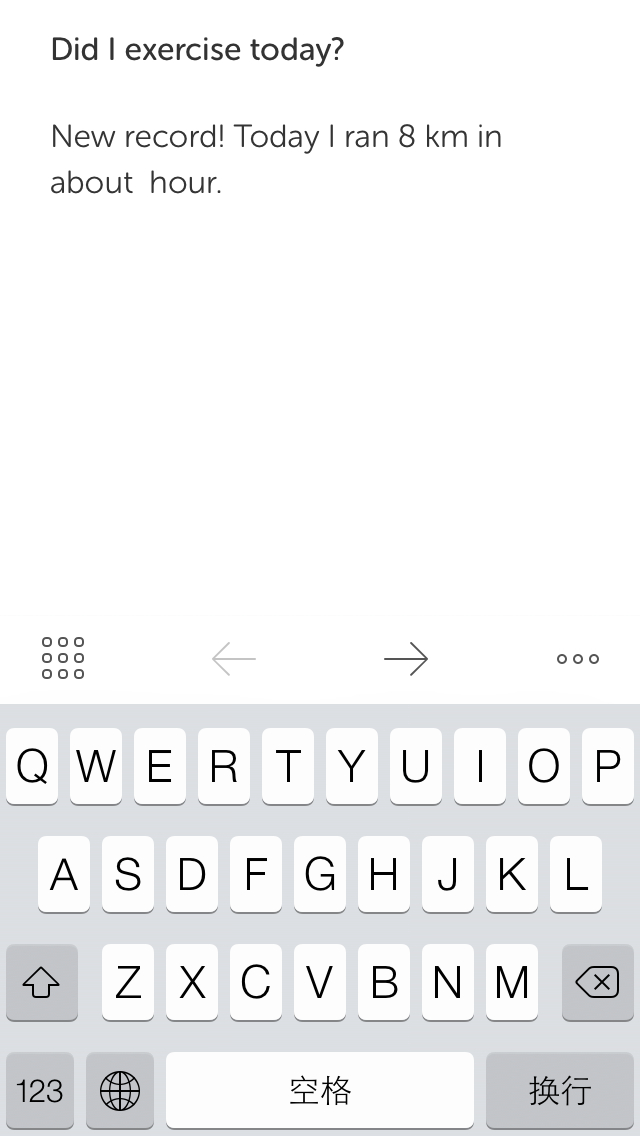 Did I exercise today?
New record! Today I ran 8 km in
about  hour.
Q W E R T Y U I O P
A S D F G H J K L
Z X C V B N M
123 空格 换行